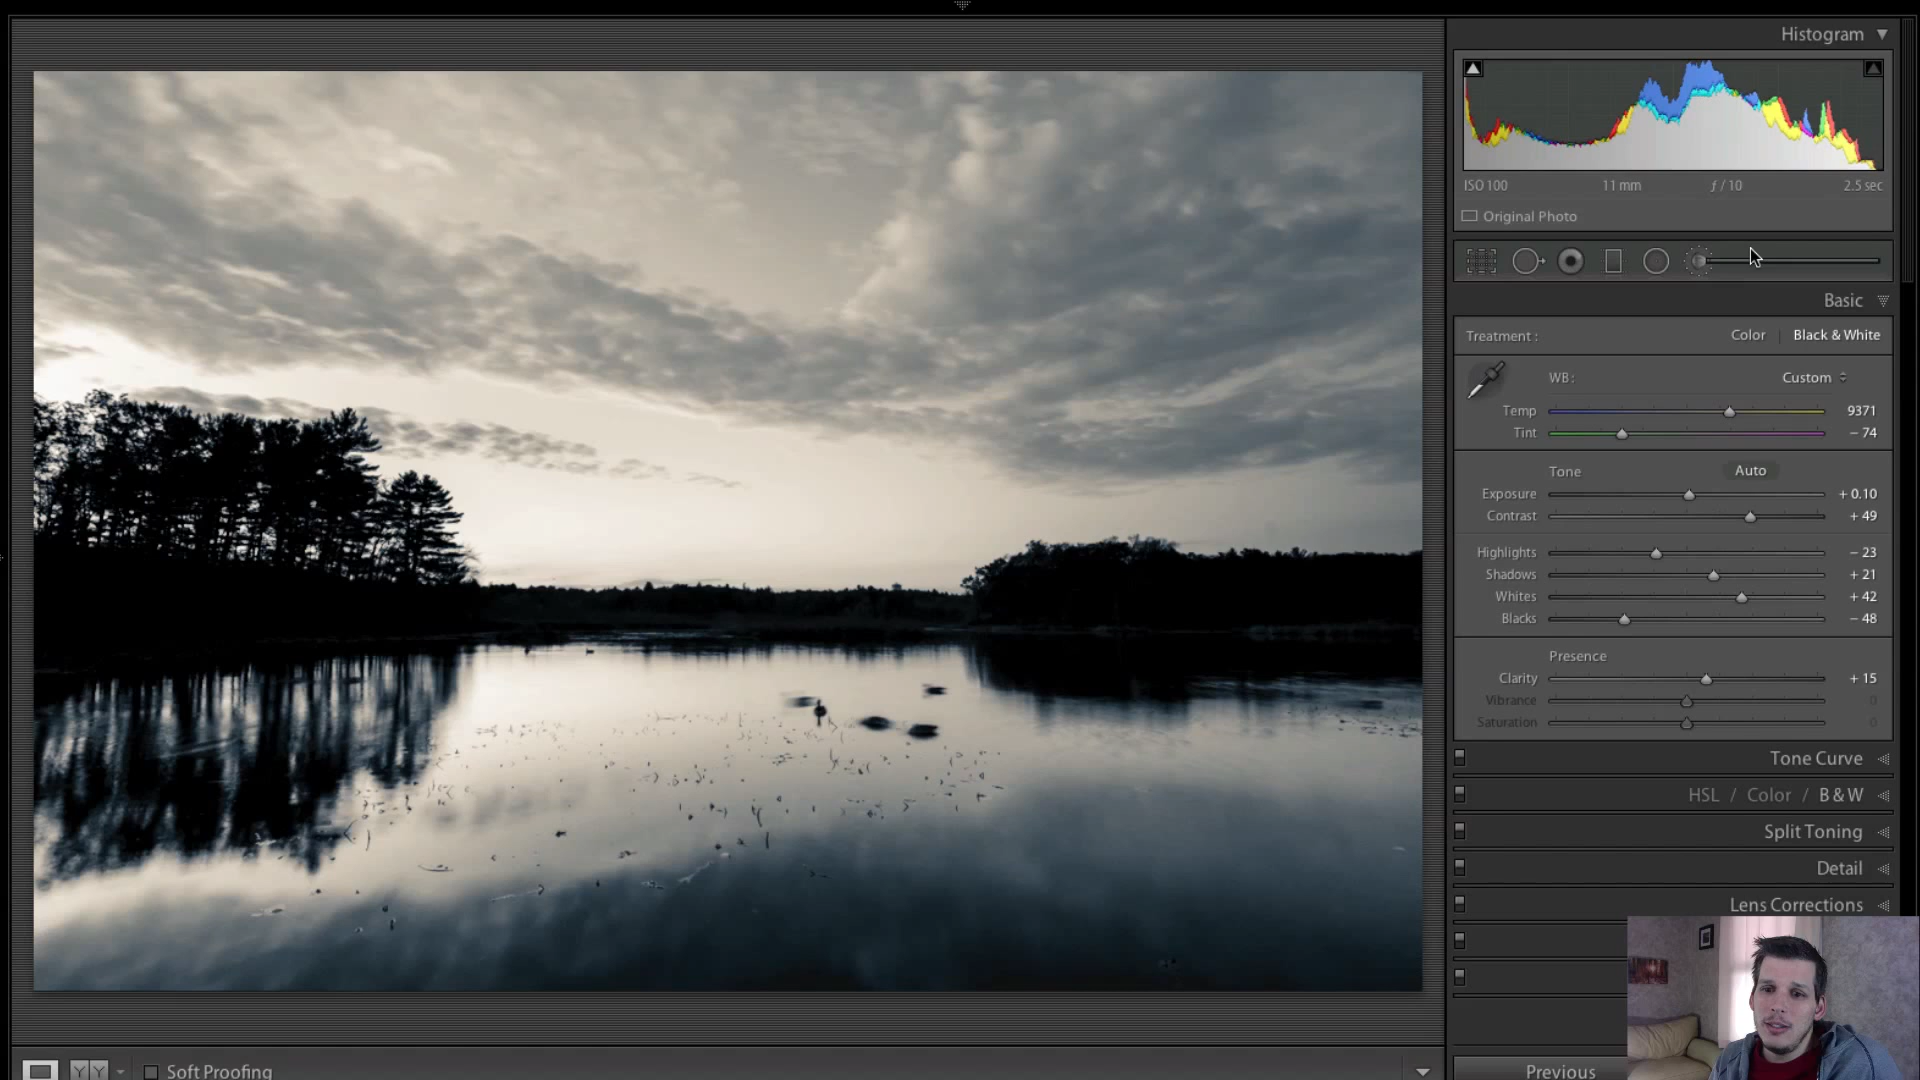 Histogram
ISO 100 11 mm ƒ / 10 2.5 sec
Original Photo
Basic
Treatment : Color | Black & White
WB: Custom
Temp 9371
Tint − 74
Tone Auto
Exposure + 0.10
Contrast + 49
Highlights − 23
Shadows + 21
Whites + 42
Blacks − 48
Presence
Clarity + 15
Vibrance 0
Saturation 0
Tone Curve
HSL / Color / B & W
Split Toning
Detail
Lens Corrections
Y Y Soft Proofing Previous